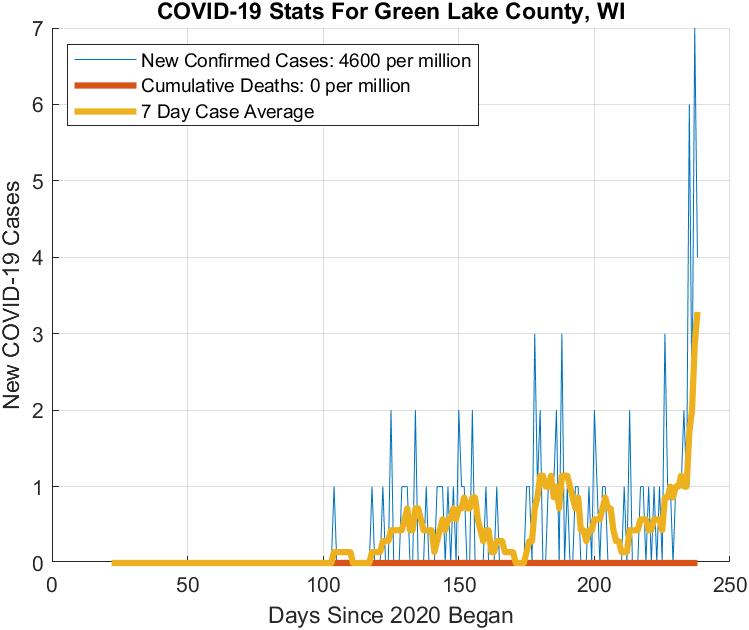 COVID-19 Stats For Green Lake County, WI
New Confirmed Cases: 4600 per million
Cumulative Deaths: 0 per million
7 Day Case Average
New COVID-19 Cases
7
6
5
4
3
2
1
0
0 50 100 150 200 250
Days Since 2020 Began